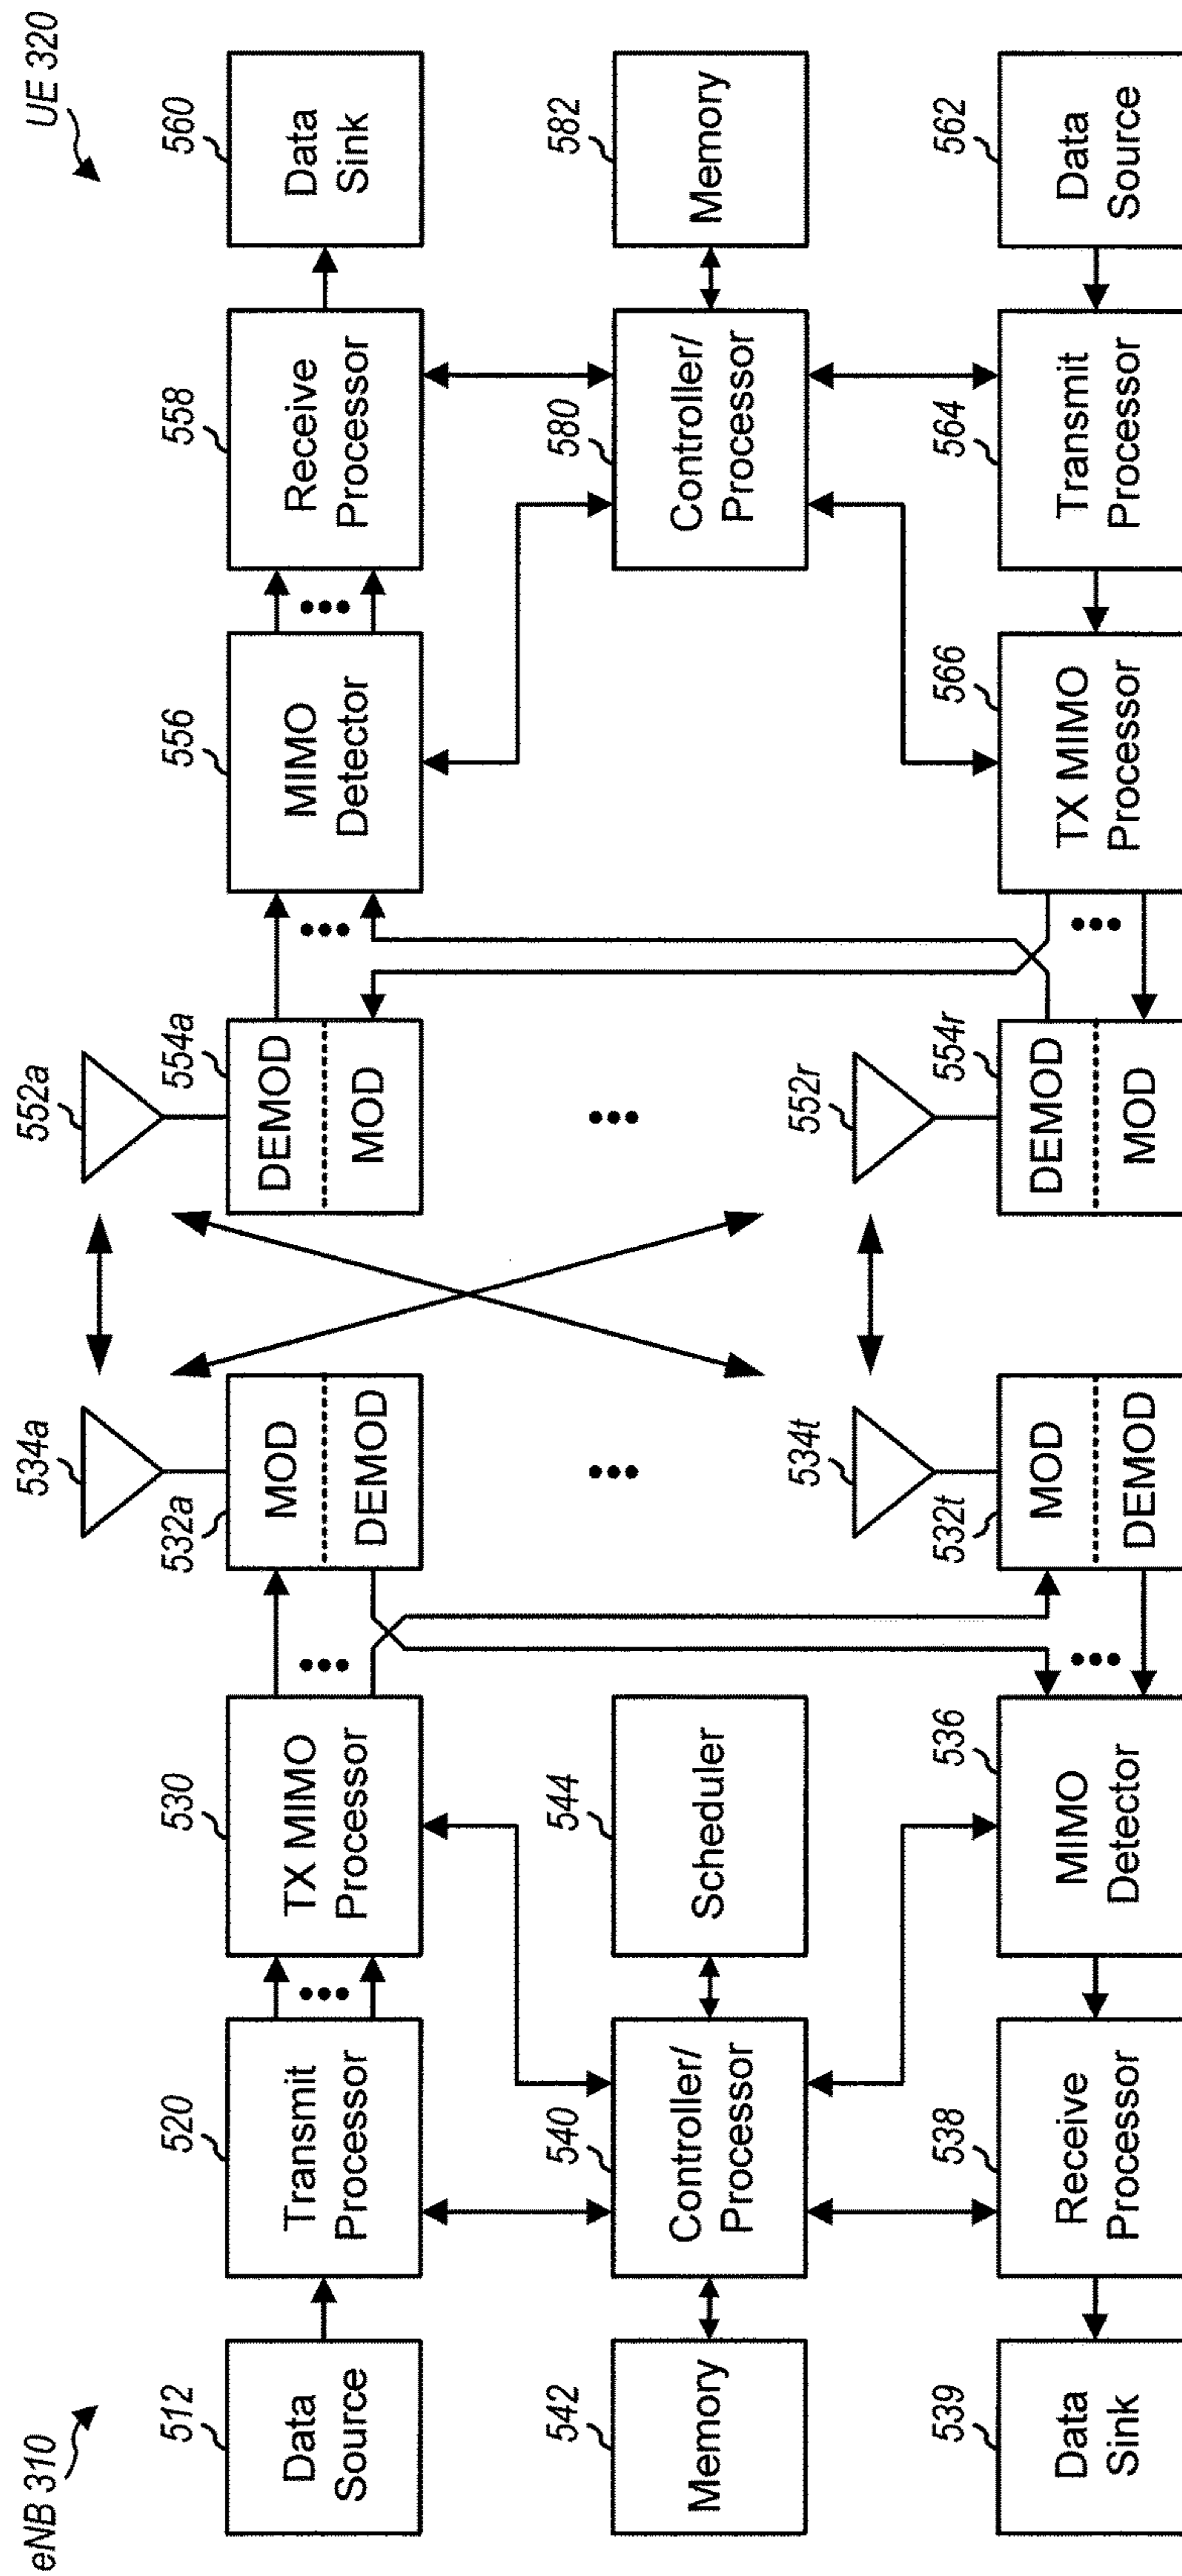 eNB 310
UE 320
512
Data
Source
520
Transmit
Processor
530
TX MIMO
Processor
534a
532a
MOD
DEMOD
552a
554a
DEMOD
MOD
556
MIMO
Detector
558
Receive
Processor
560
Data
Sink
542
Memory
540
Controller/
Processor
544
Scheduler
580
Controller/
Processor
582
Memory
539
Data
Sink
538
Receive
Processor
536
MIMO
Detector
534t
532t
MOD
DEMOD
552r
554r
DEMOD
MOD
566
TX MIMO
Processor
564
Transmit
Processor
562
Data
Source